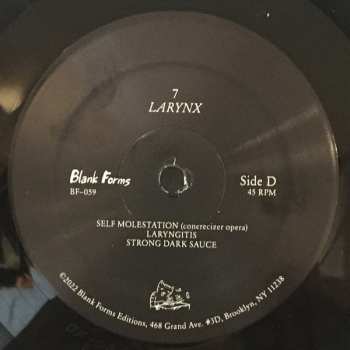 7
LARYNX
Blank Forms
BF-059
Side D
45 RPM
SELF MOLESTATION (conerecizer opera)
LARYNGITIS
STRONG DARK SAUCE
©2022 Blank Forms Editions, 468 Grand Ave. #3D, Brooklyn, NY 11238